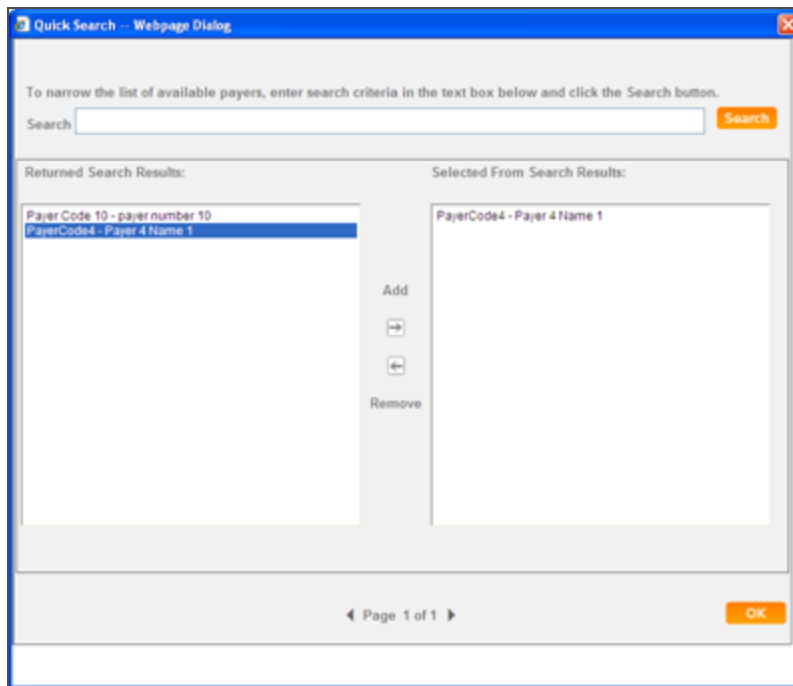 Quick Search -- Webpage Dialog
To narrow the list of available payers, enter search criteria in the text box below and click the Search button.
Search
Search
Returned Search Results:
Selected From Search Results:
Payer Code 10 - payer number 10
PayerCode4 - Payer 4 Name 1
PayerCode4 - Payer 4 Name 1
Add
Remove
Page 1 of 1
OK